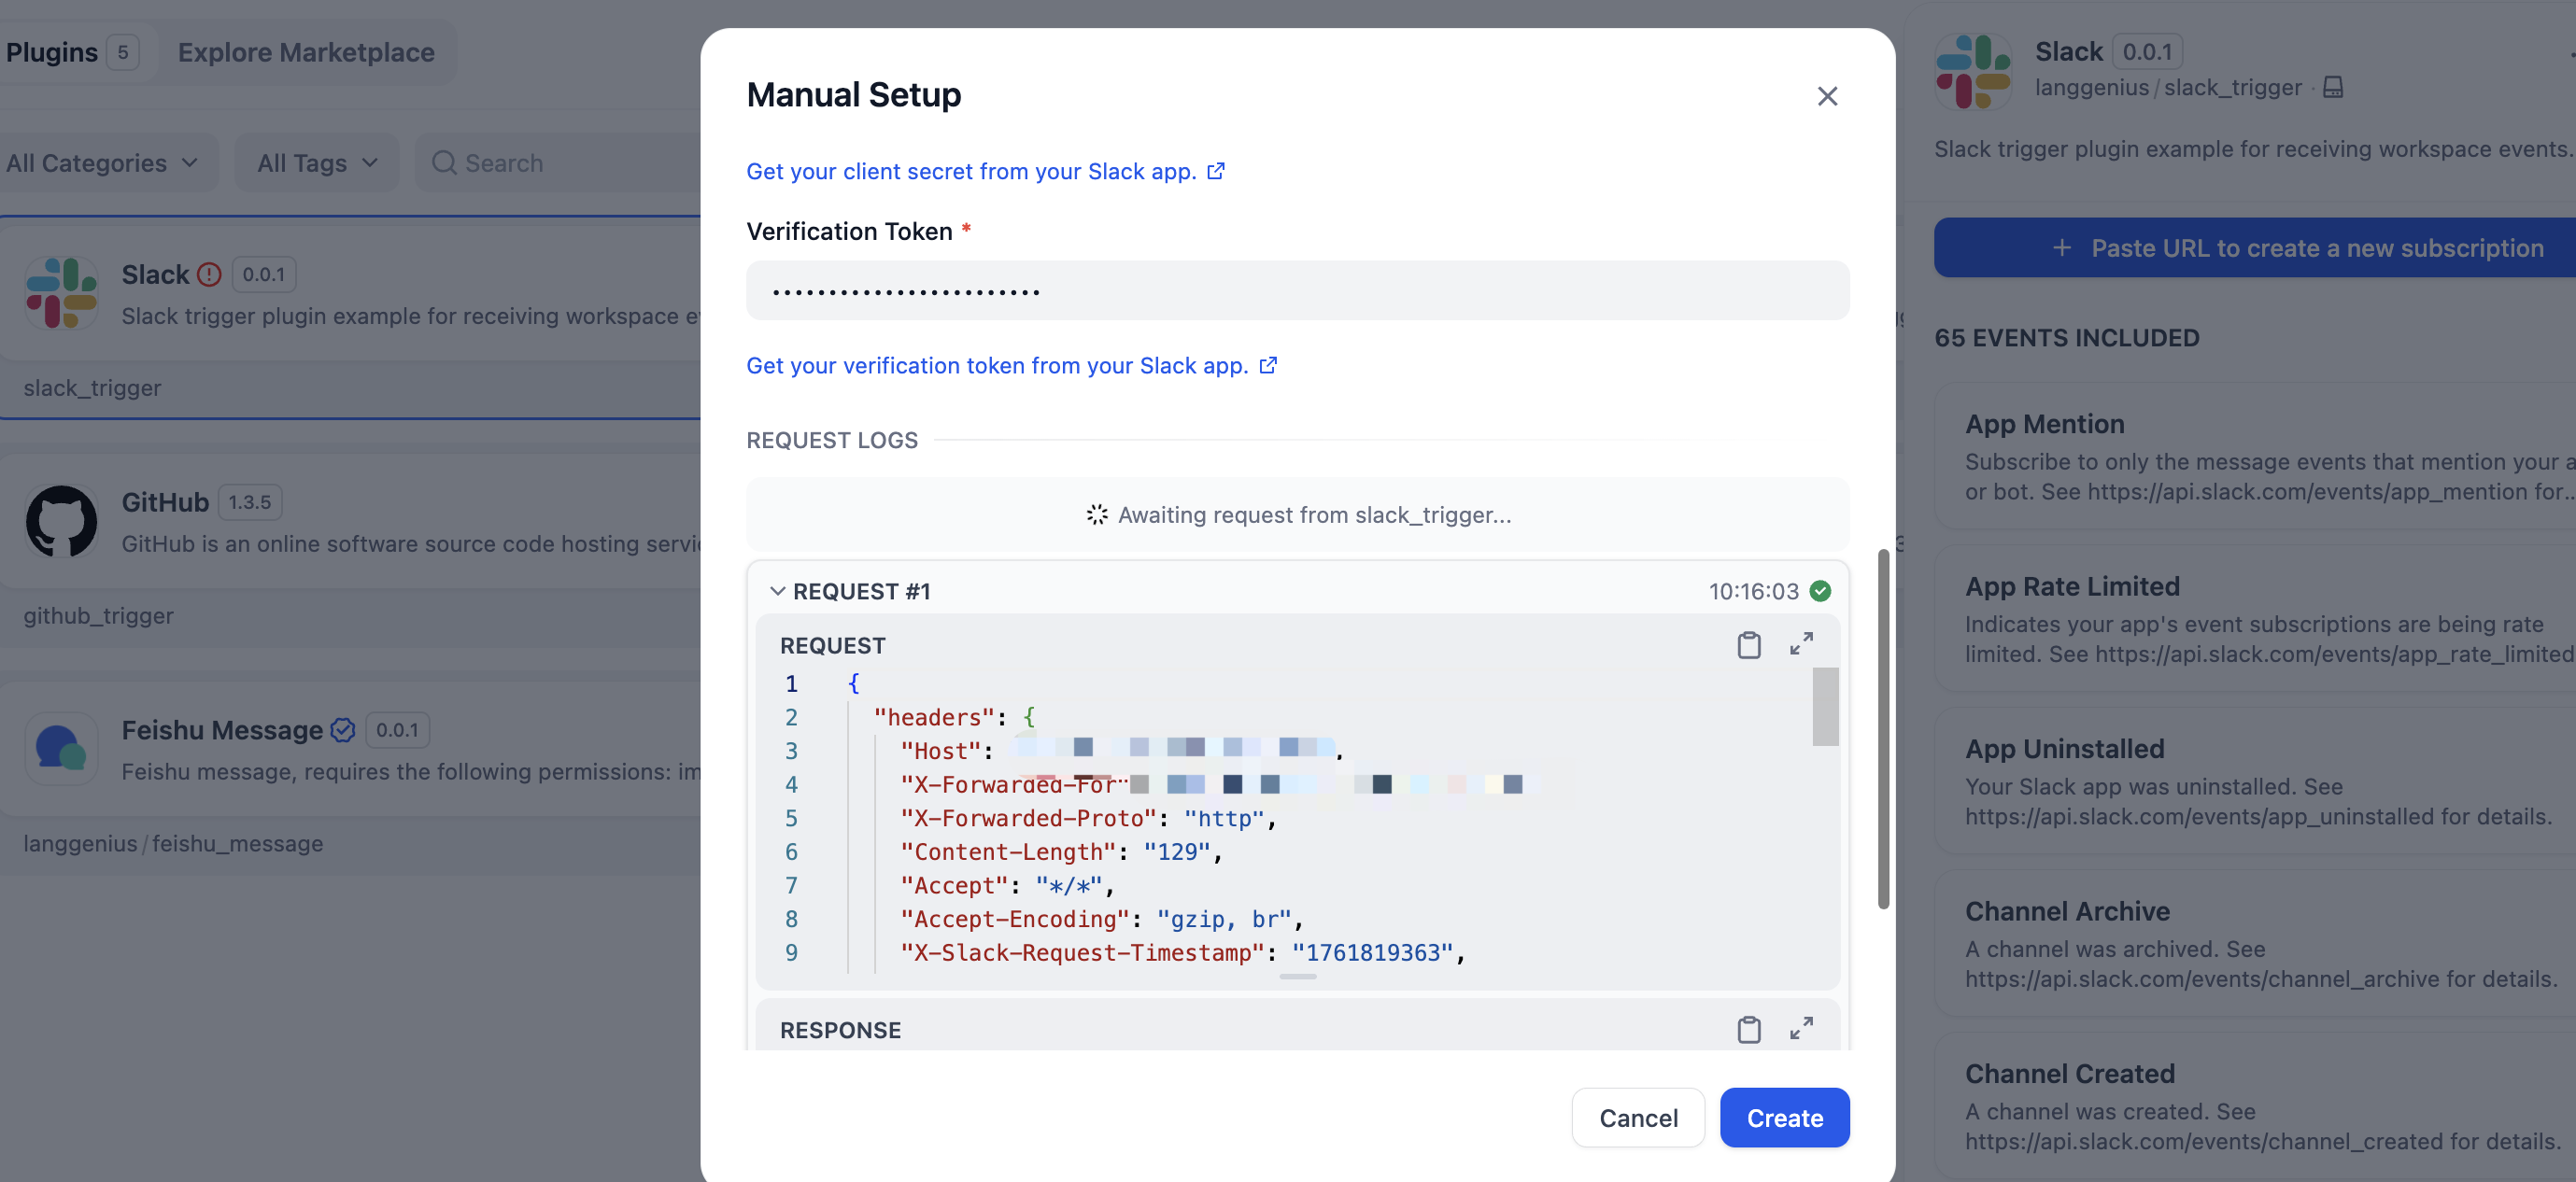 Plugins 5
Explore Marketplace
All Categories
All Tags
Search
Slack 0.0.1
Slack trigger plugin example for receiving workspace
slack_trigger
GitHub 1.3.5
GitHub is an online software source code hosting
github_trigger
Feishu Message 0.0.1
Feishu message, requires the following permissions:
langgenius/feishu_message
Manual Setup
Get your client secret from your Slack app.
Verification Token *
••••••••••••••••••••••••
Get your verification token from your Slack app.
REQUEST LOGS
Awaiting request from slack_trigger...
REQUEST #1 10:16:03
REQUEST
1 {
2 "headers": {
3 "Host": ,
4 "X-Forwarded-For"
5 "X-Forwarded-Proto": "http",
6 "Content-Length": "129",
7 "Accept": "*/*",
8 "Accept-Encoding": "gzip, br",
9 "X-Slack-Request-Timestamp": "1761819363",
RESPONSE
Cancel
Create
Slack 0.0.1
langgenius/slack_trigger ·
Slack trigger plugin example for receiving workspace events.
+ Paste URL to create a new subscription
65 EVENTS INCLUDED
App Mention
Subscribe to only the message events that mention your
or bot. See https://api.slack.com/events/app_mention for...
App Rate Limited
Indicates your app's event subscriptions are being rate
limited. See https://api.slack.com/events/app_rate_limited
App Uninstalled
Your Slack app was uninstalled. See
https://api.slack.com/events/app_uninstalled for details.
Channel Archive
A channel was archived. See
https://api.slack.com/events/channel_archive for details.
Channel Created
A channel was created. See
https://api.slack.com/events/channel_created for details.